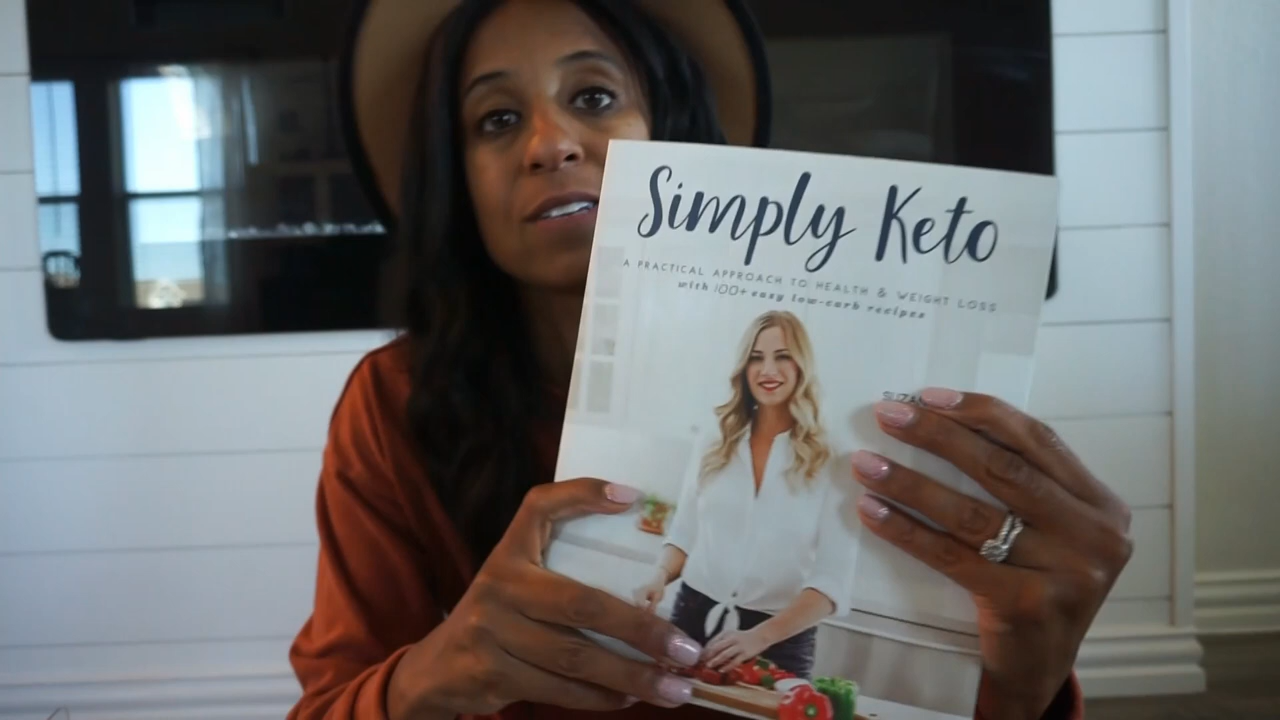 Simply Keto
A PRACTICAL APPROACH TO HEALTH & WEIGHT LOSS
with 100+ easy low-carb recipes